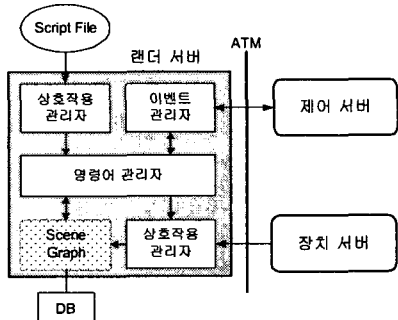 Script File
랜더 서버
ATM
상호작용
관리자
이벤트
관리자
제어 서버
명령어 관리자
Scene
Graph
상호작용
관리자
장치 서버
DB